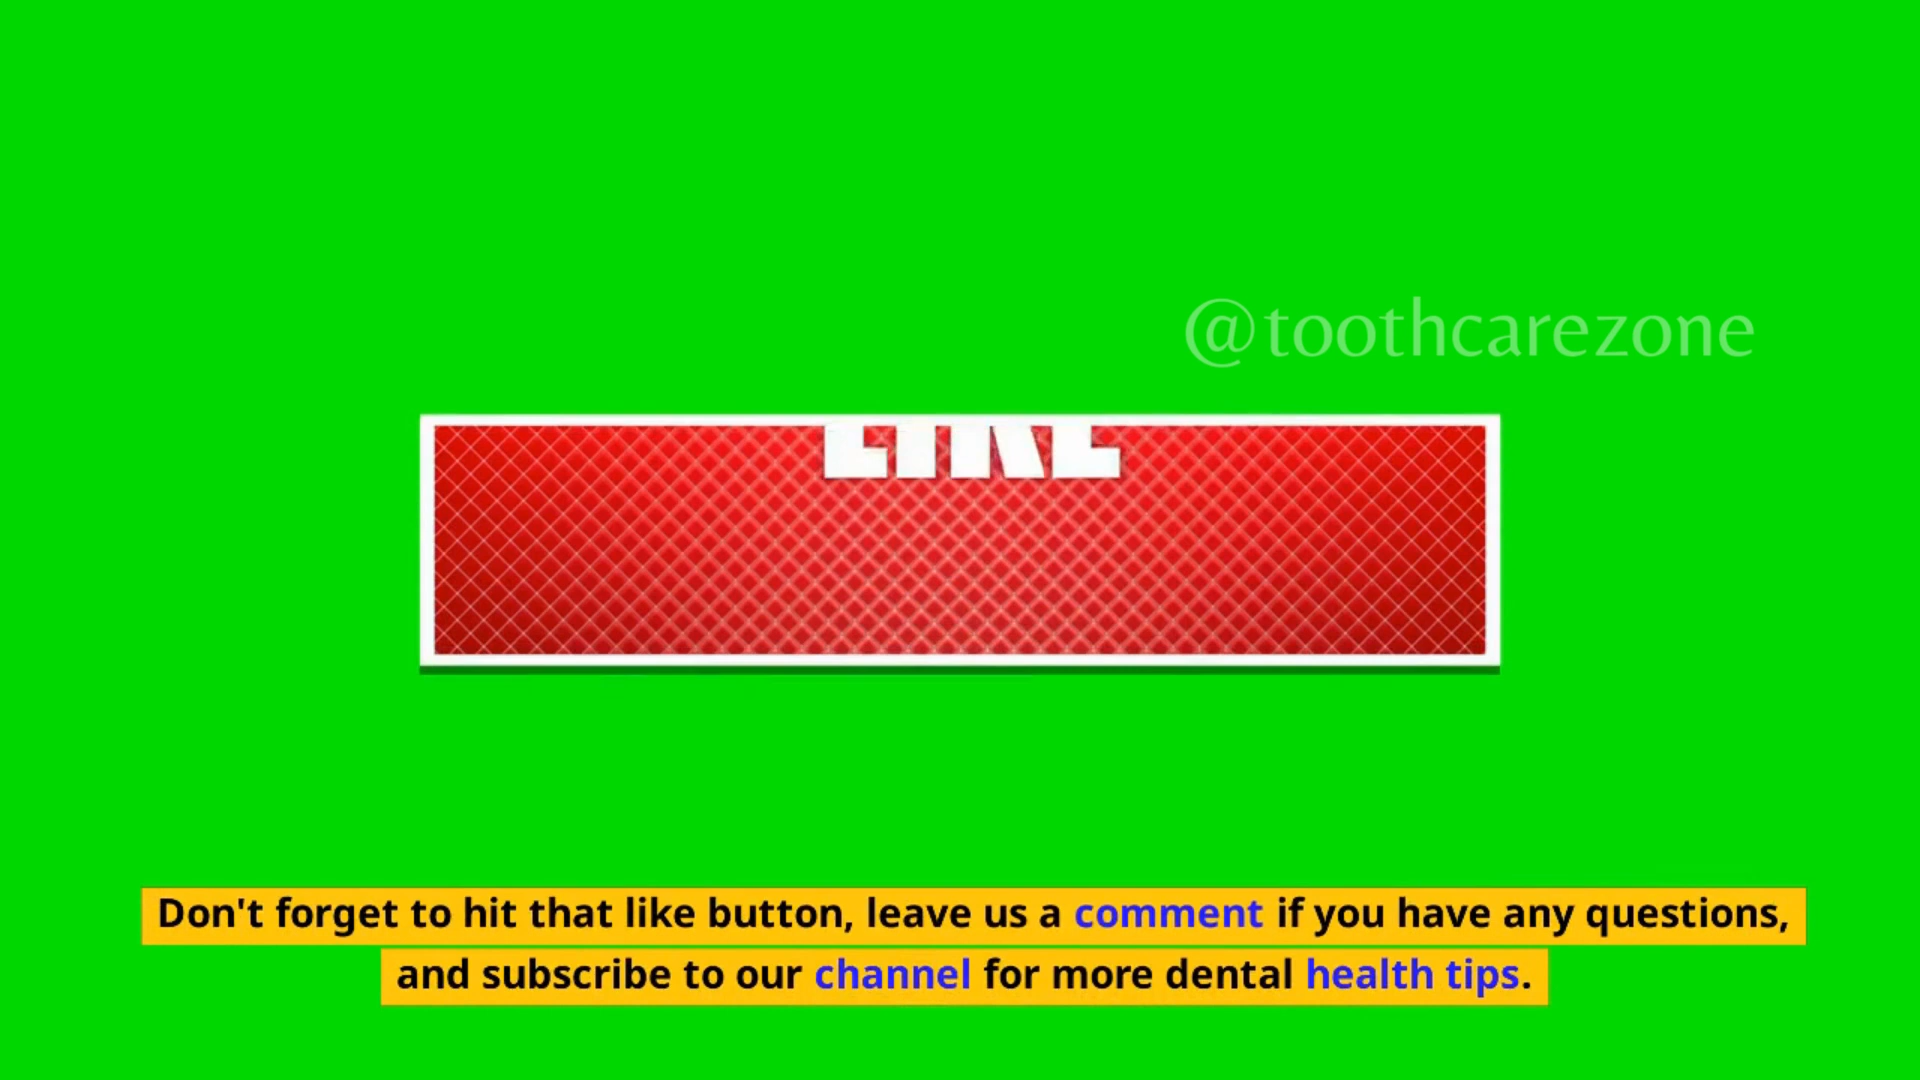 @toothcarezone
LIKE
Don't forget to hit that like button, leave us a comment if you have any questions,
and subscribe to our channel for more dental health tips.